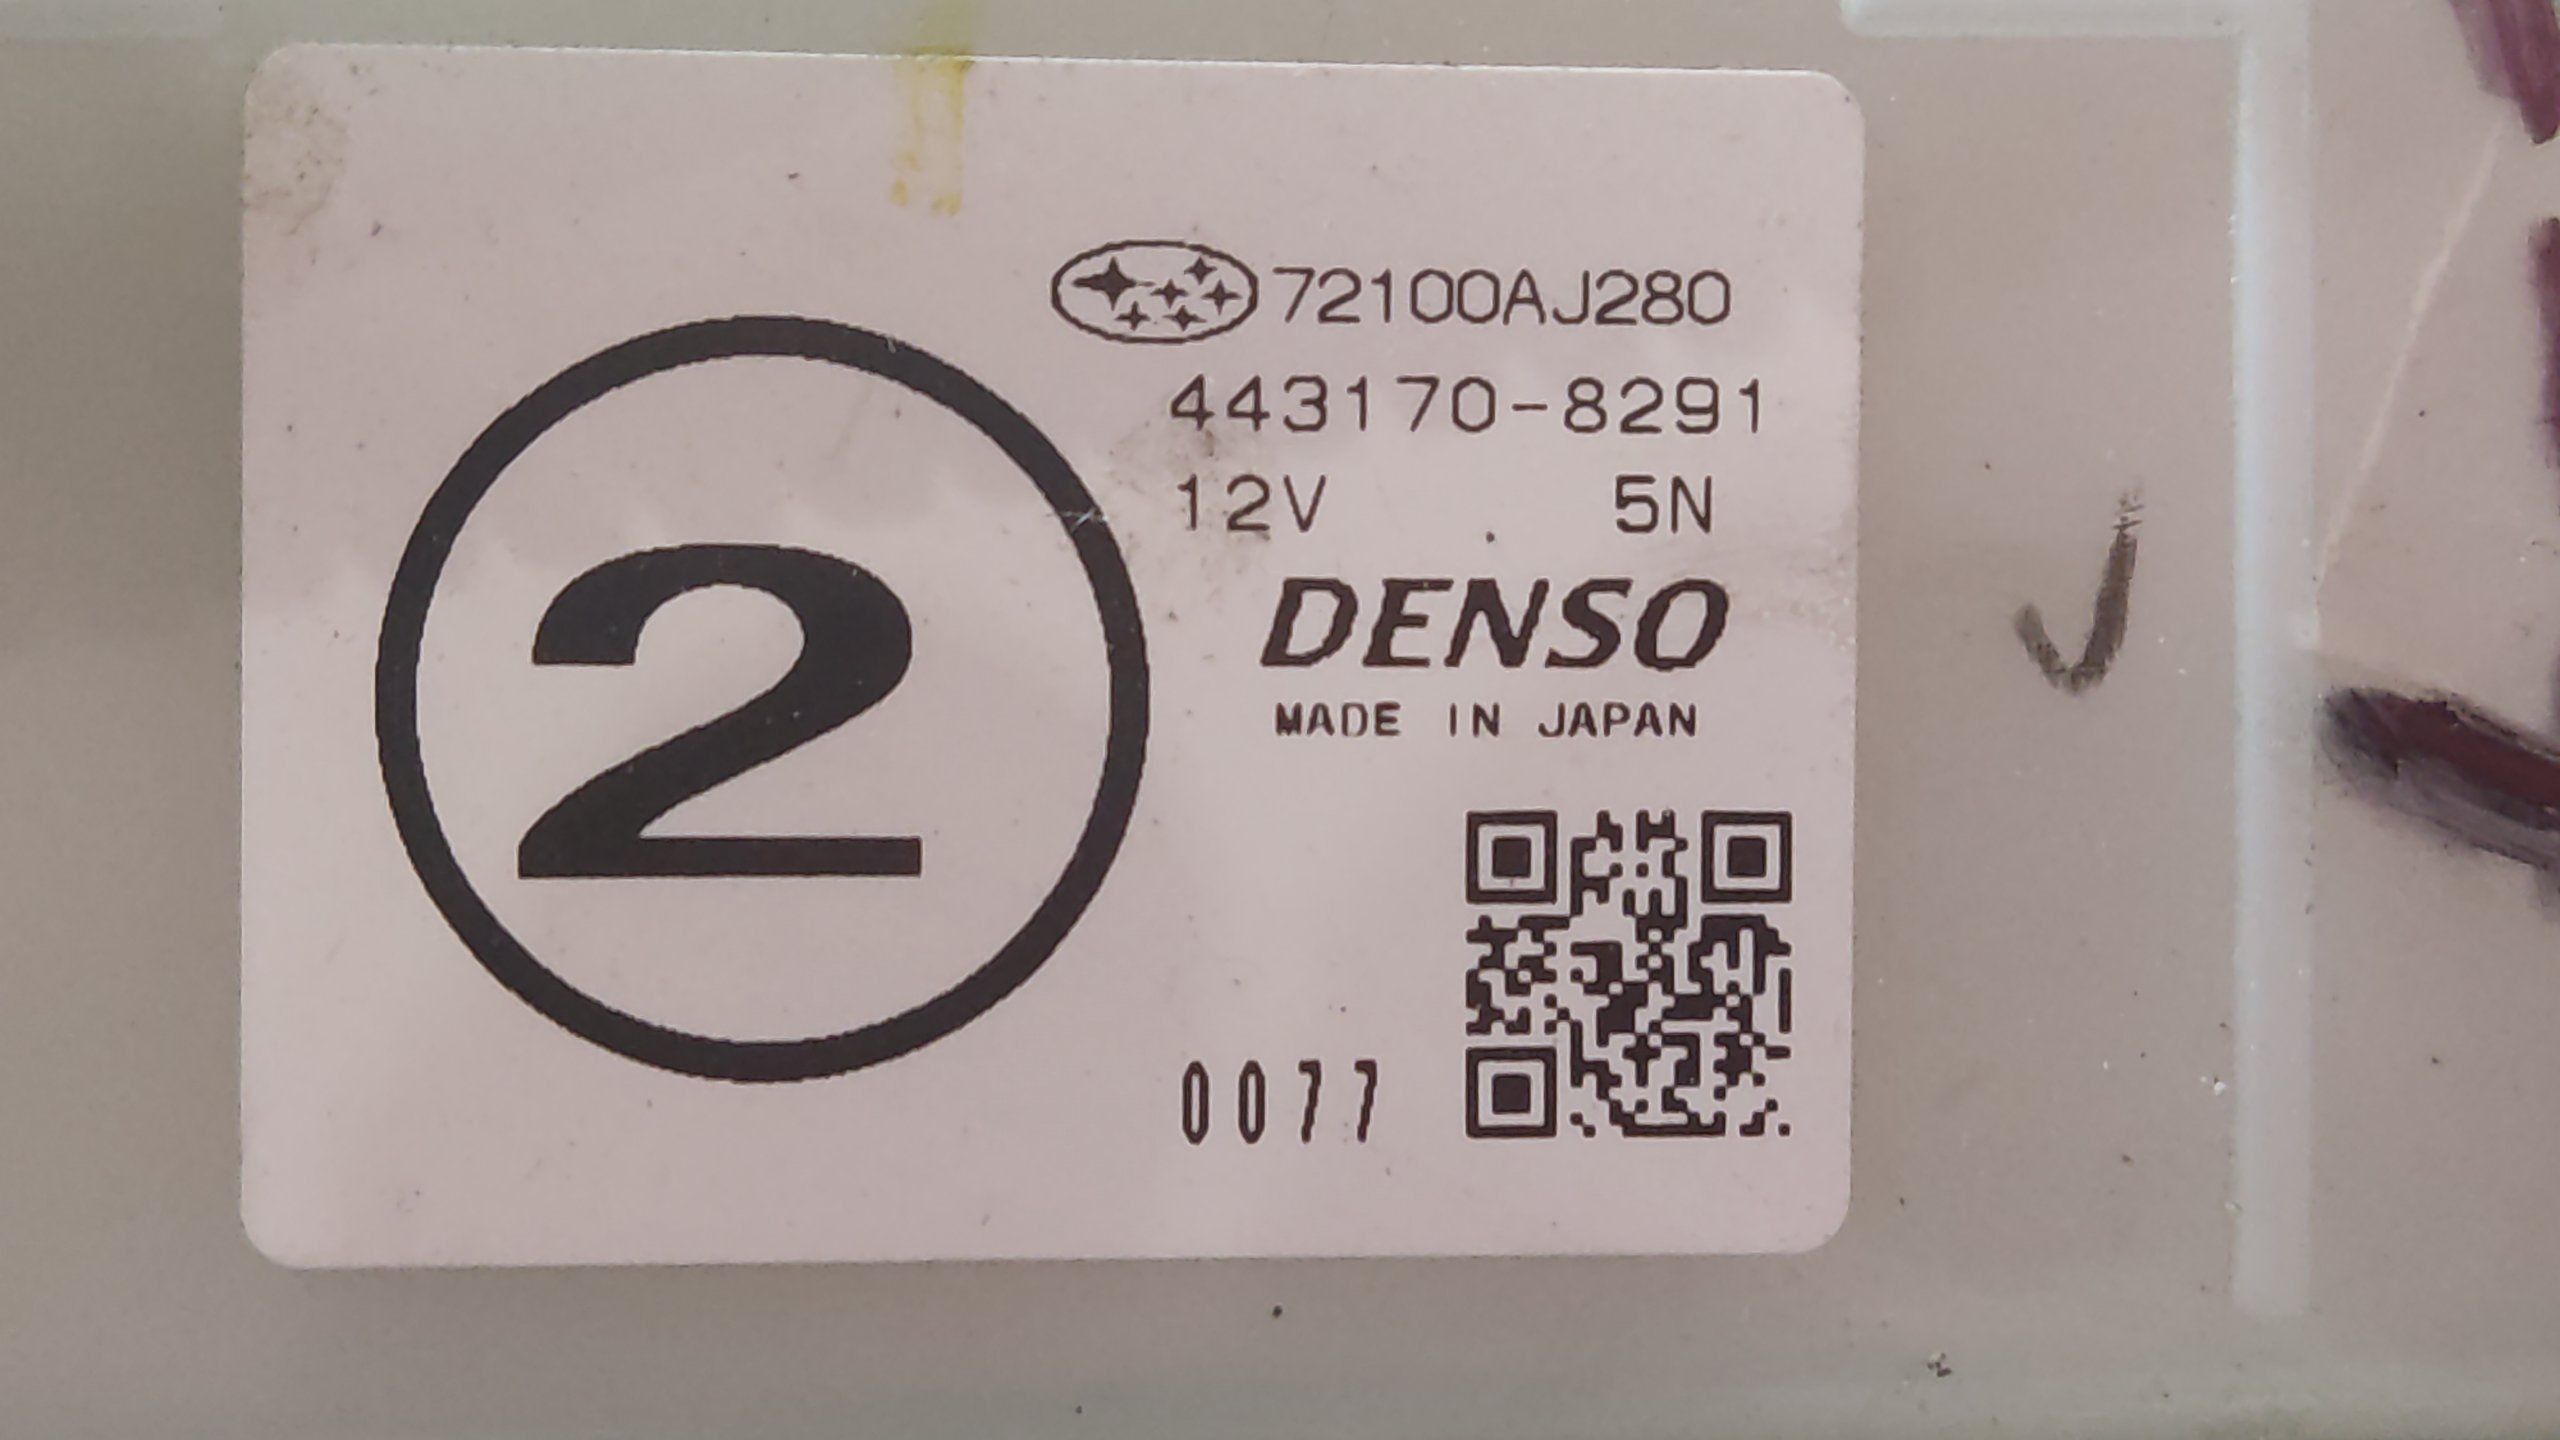 72100AJ280
443170-8291
12V 5N
DENSO
MADE IN JAPAN
2
0077